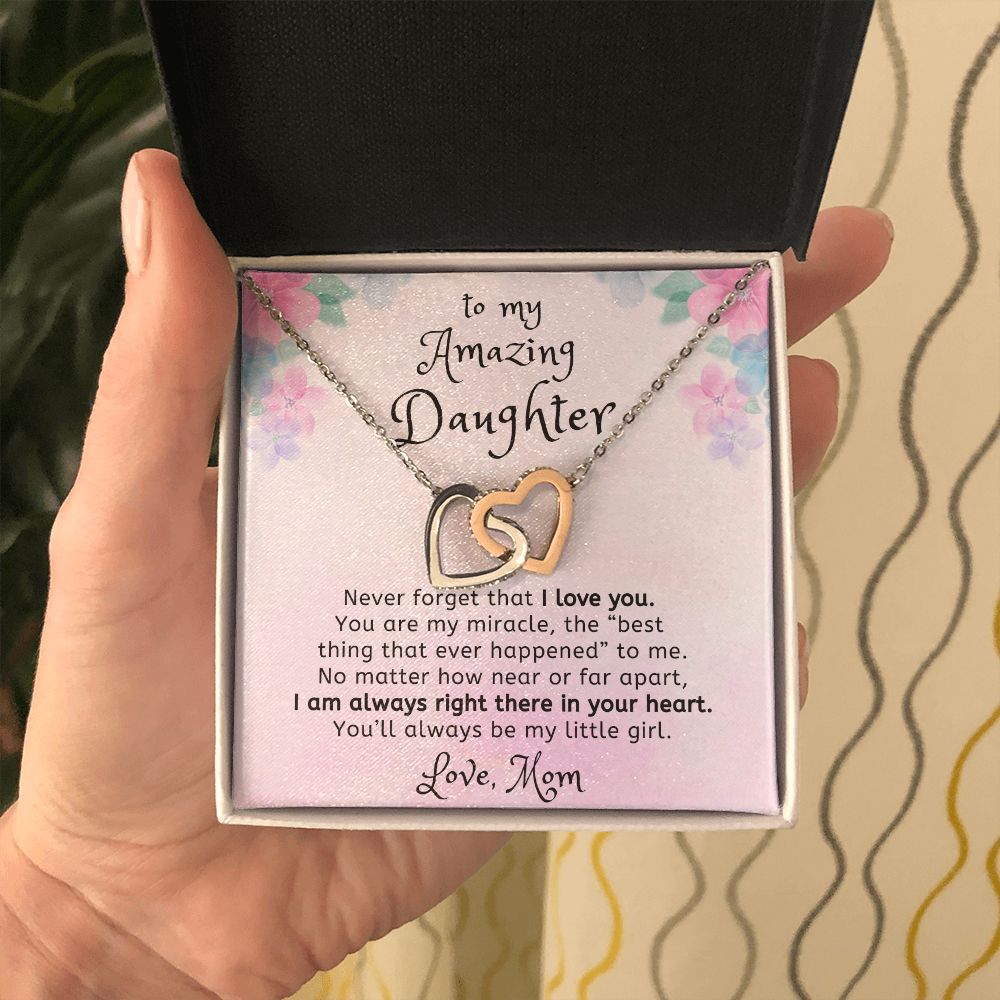 to my
Amazing
Daughter
Never forget that I love you.
You are my miracle, the “best
thing that ever happened” to me.
No matter how near or far apart,
I am always right there in your heart.
You’ll always be my little girl.
Love, Mom